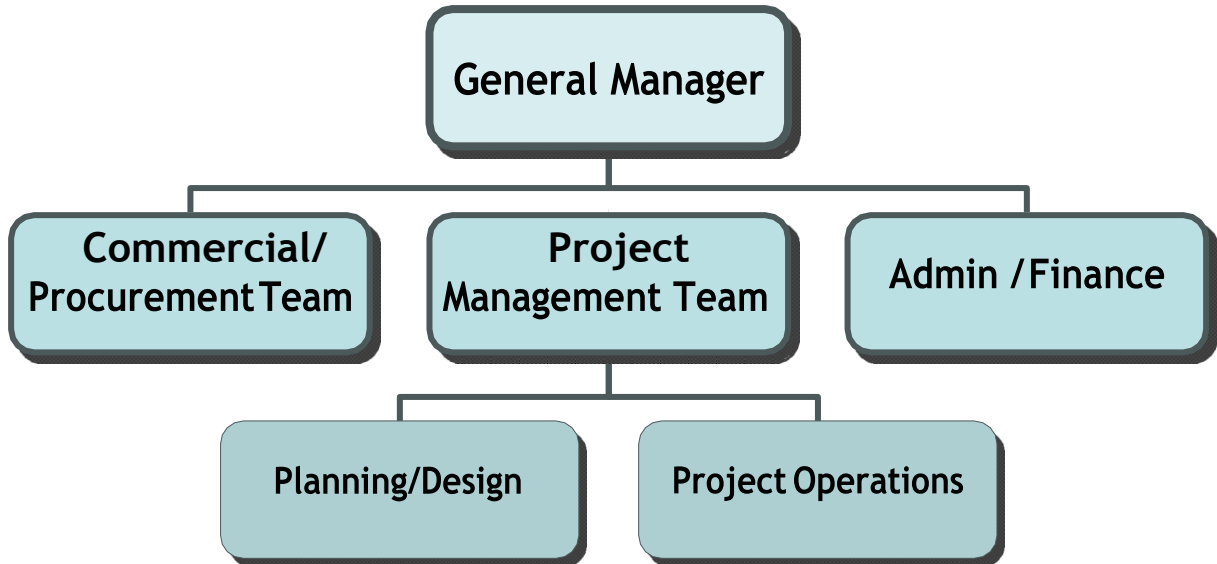 General Manager
Commercial/
Procurement Team
Project
Management Team
Admin /Finance
Planning/Design
Project Operations